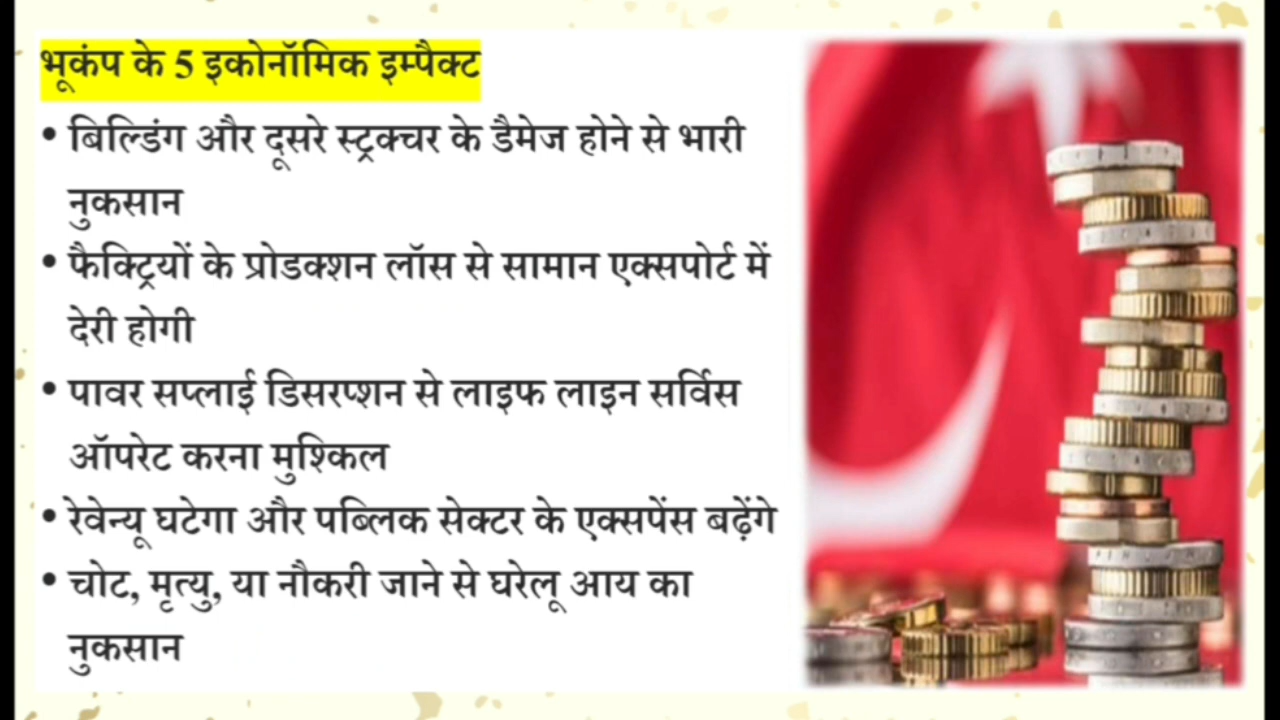 भूकंप के 5 इकोनॉमिक इम्पैक्ट
• बिल्डिंग और दूसरे स्ट्रक्चर के डैमेज होने से भारी
नुकसान
• फैक्ट्रियों के प्रोडक्शन लॉस से सामान एक्सपोर्ट में
देरी होगी
• पावर सप्लाई डिसरप्शन से लाइफ लाइन सर्विस
ऑपरेट करना मुश्किल
• रेवेन्यू घटेगा और पब्लिक सेक्टर के एक्सपेंस बढ़ेंगे
• चोट, मृत्यु, या नौकरी जाने से घरेलू आय का
नुकसान